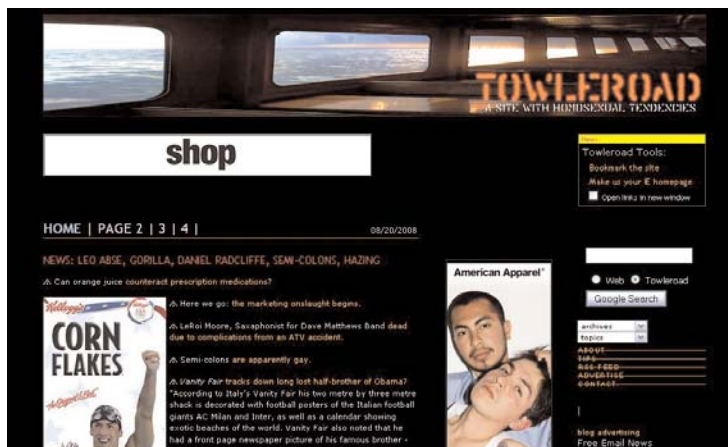 TOWLEROAD
A SITE WITH HOMOSEXUAL TENDENCIES
shop
Towleroad Tools:
Bookmark the site
Make us your IE homepage
Open links in new window
HOME | PAGE 2 | 3 | 4 |
08/20/2008
NEWS: LEO ABSE, GORILLA, DANIEL RADCLIFFE, SEMI-COLONS, HAZING
Can orange juice counteract prescription medications?
Kellogg's
CORN
FLAKES
Here we go: the marketing onslaught begins.
LeRoi Moore, Saxaphonist for Dave Matthews Band dead
due to complications from an ATV accident.
Semi-colons are apparently gay.
Vanity Fair tracks down long lost half-brother of Obama?
"According to Italy's Vanity Fair his two metre by three metre
shack is decorated with football posters of the Italian football
giants AC Milan and Inter, as well as a calendar showing
exotic beaches of the world. Vanity Fair also noted that he
had a front page newspaper picture of his famous brother -
American Apparel®
Web Towleroad
Google Search
archives
topics
ABOUT
TIPS
RSS FEED
ADVERTISE
CONTACT
blog advertising
Free Email News